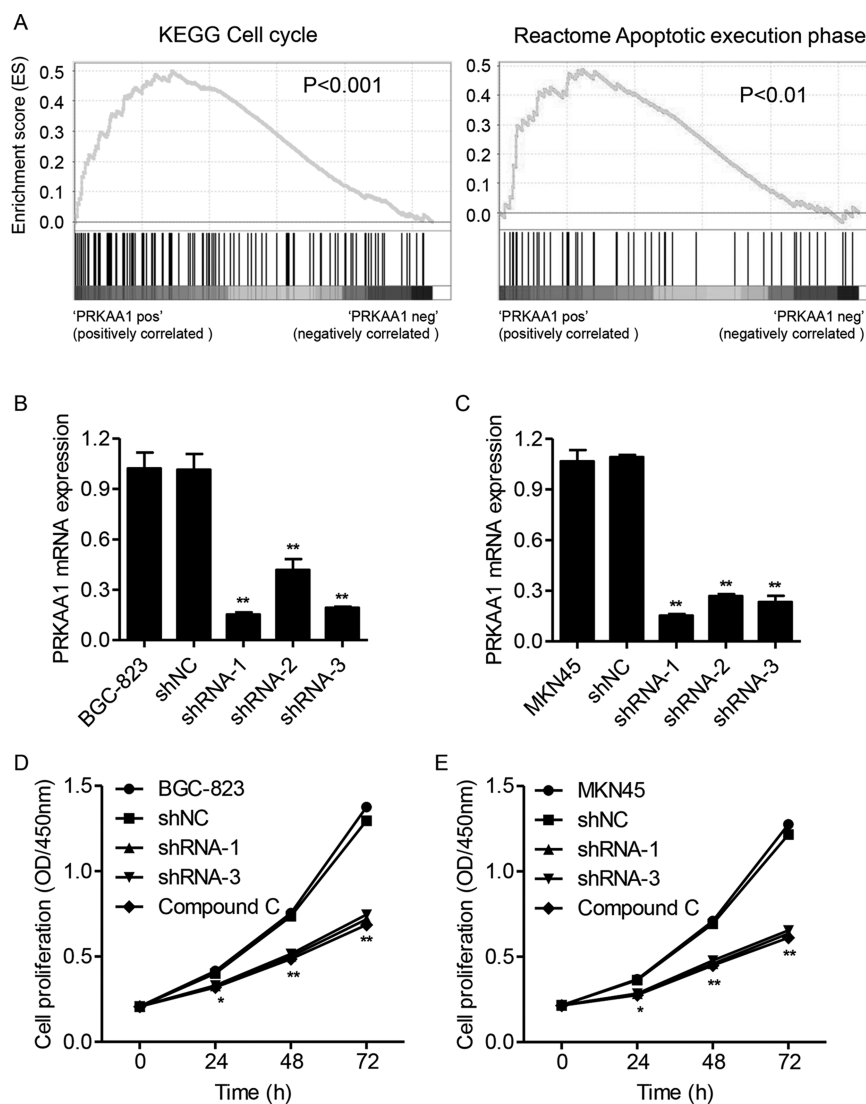 A
KEGG Cell cycle
Reactome Apoptotic execution phase
Enrichment score (ES)
0.5
0.4
0.3
0.2
0.1
0.0
P<0.001
0.5
0.4
0.3
0.2
0.1
0.0
P<0.01
'PRKAA1 pos'
(positively correlated )
'PRKAA1 neg'
(negatively correlated )
'PRKAA1 pos'
(positively correlated )
'PRKAA1 neg'
(negatively correlated )
B
PRKAA1 mRNA expression
1.2
0.9
0.6
0.3
0.0
**
**
**
BGC-823
shNC
shRNA-1
shRNA-2
shRNA-3
C
PRKAA1 mRNA expression
1.2
0.9
0.6
0.3
0.0
**
**
**
MKN45
shNC
shRNA-1
shRNA-2
shRNA-3
D
Cell proliferation (OD/450nm)
1.5
1.0
0.5
0.0
BGC-823
shNC
shRNA-1
shRNA-3
Compound C
*
**
**
0
24
48
72
Time (h)
E
Cell proliferation (OD/450nm)
1.5
1.0
0.5
0.0
MKN45
shNC
shRNA-1
shRNA-3
Compound C
*
**
**
0
24
48
72
Time (h)